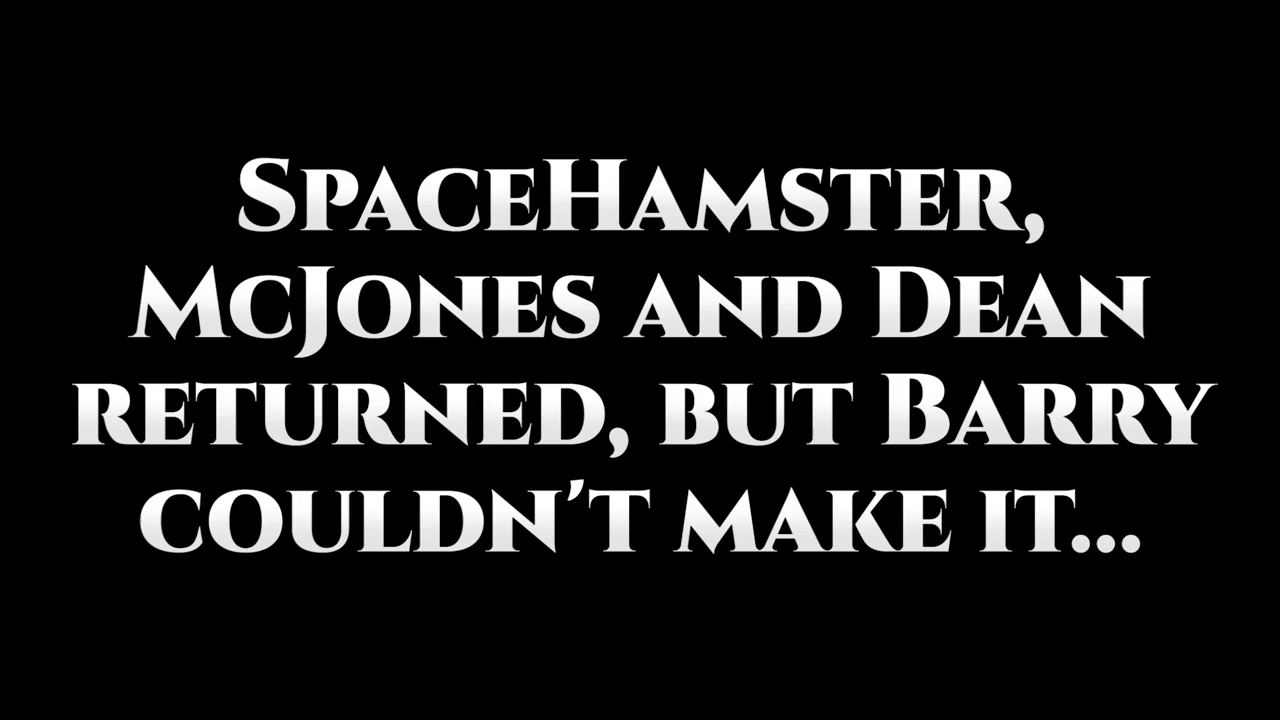 SpaceHamster,
McJones and Dean
returned, but Barry
couldn't make it...